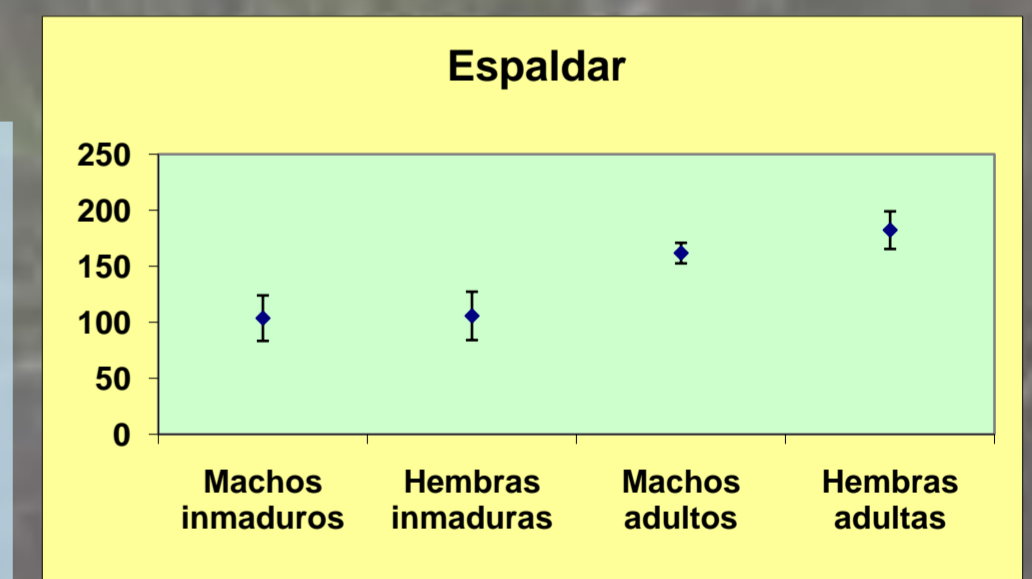 Espaldar
250
200
150
100
50
0
Machos inmaduros
Hembras inmaduras
Machos adultos
Hembras adultas